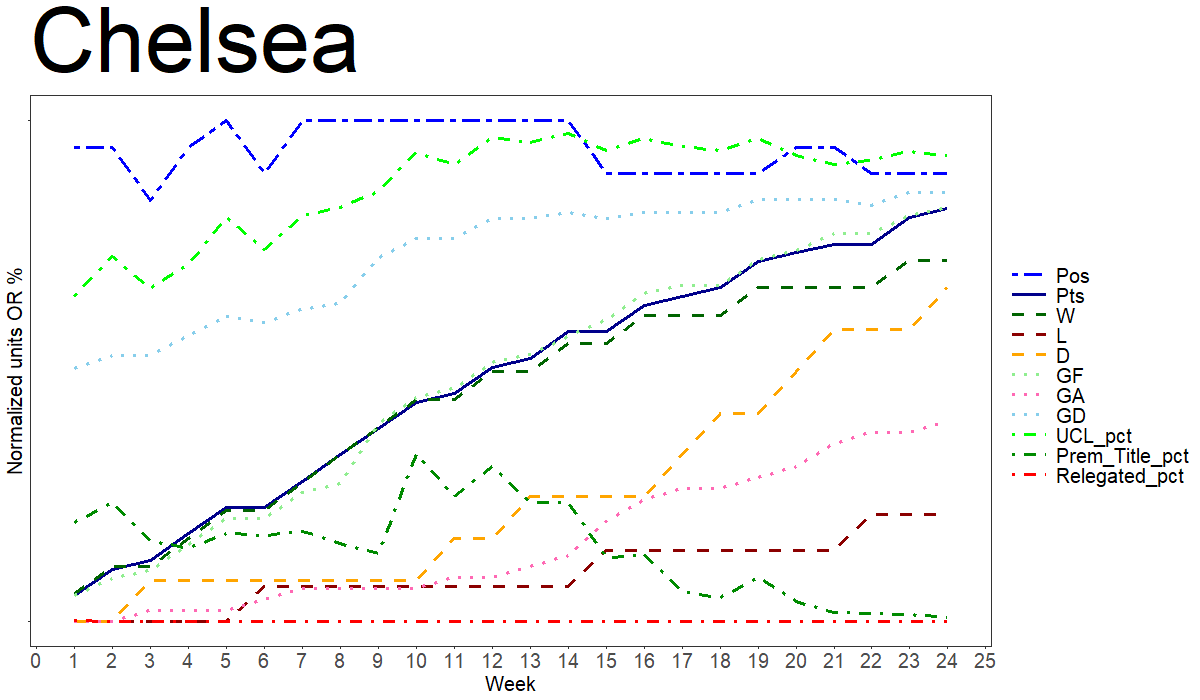 Chelsea
Normalized units OR %
Pos
Pts
W
L
D
GF
GA
GD
UCL_pct
Prem_Title_pct
Relegated_pct
0 1 2 3 4 5 6 7 8 9 10 11 12 13 14 15 16 17 18 19 20 21 22 23 24 25
Week